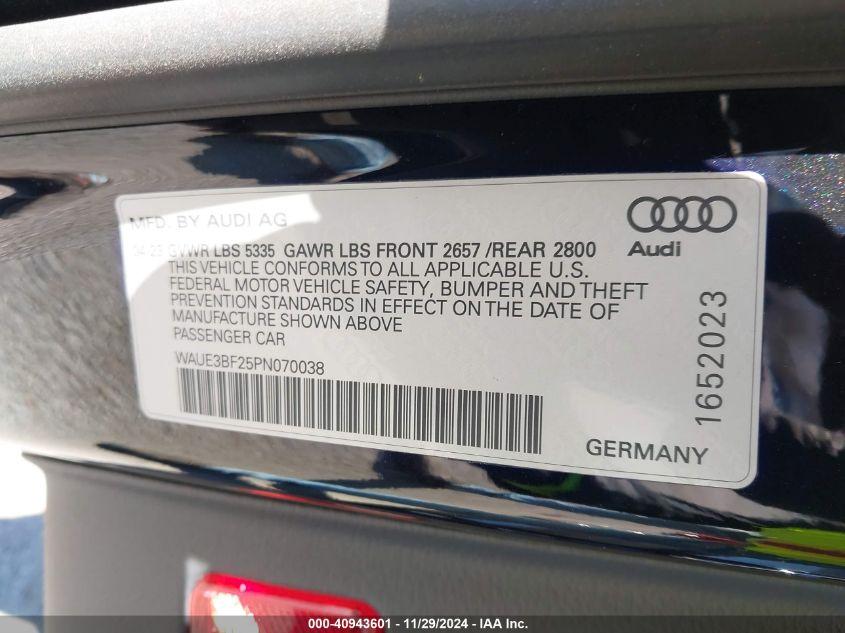 MFD. BY AUDI AG
04 23 GVWR LBS 5335 GAWR LBS FRONT 2657 /REAR 2800
THIS VEHICLE CONFORMS TO ALL APPLICABLE U.S.
FEDERAL MOTOR VEHICLE SAFETY, BUMPER AND THEFT
PREVENTION STANDARDS IN EFFECT ON THE DATE OF
MANUFACTURE SHOWN ABOVE
PASSENGER CAR
WAUE3BF25PN070038
Audi
1652023
GERMANY
000-40943601 - 11/29/2024 - IAA Inc.